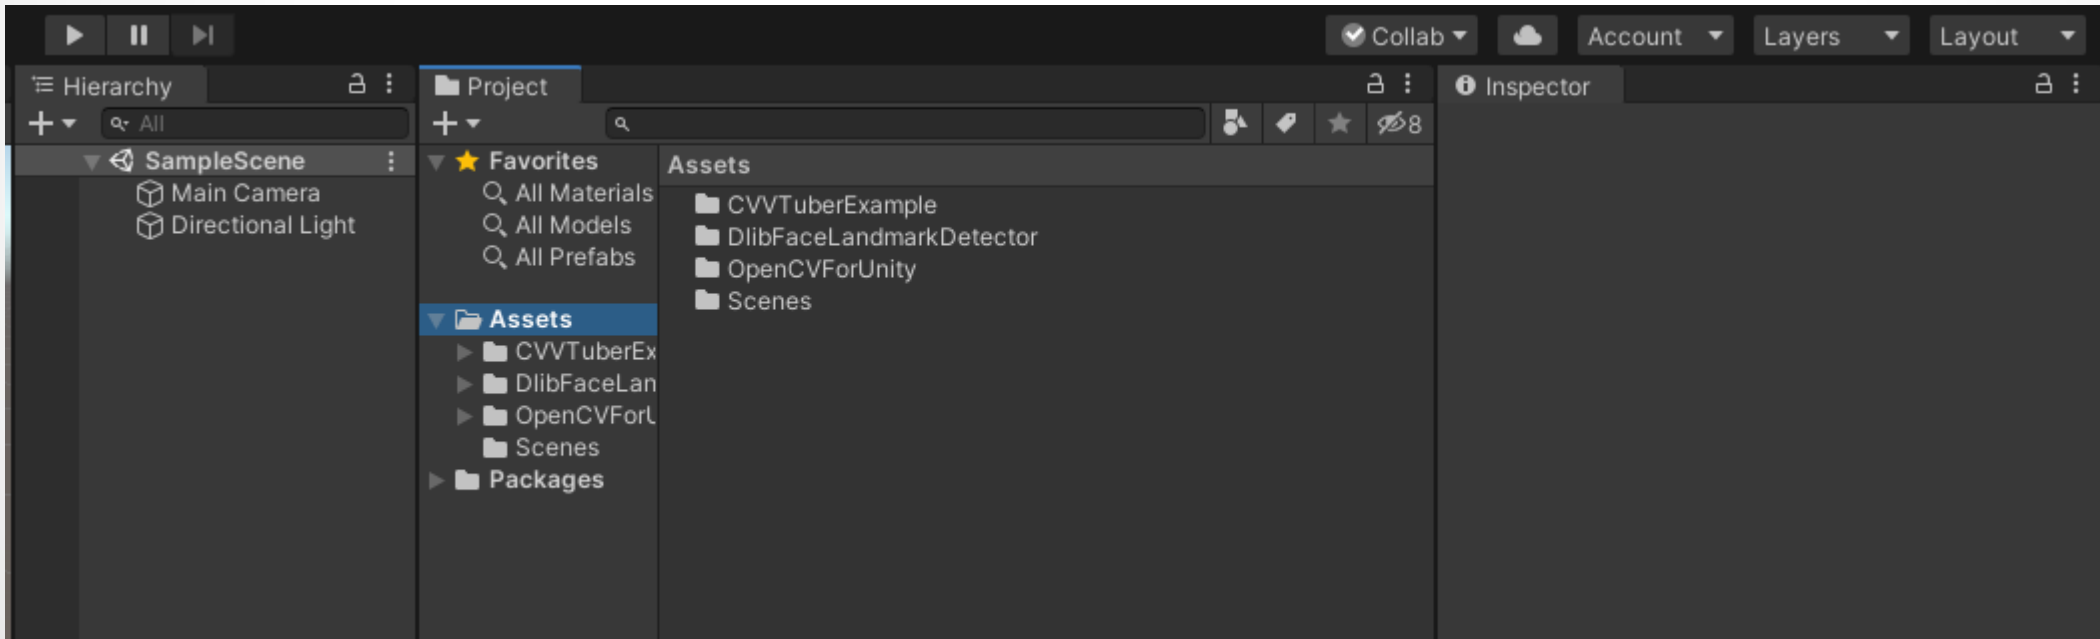 Collab Account Layers Layout
Hierarchy
All
SampleScene
Main Camera
Directional Light
Project
8
Favorites
All Materials
All Models
All Prefabs
Assets
CVVTuberEx
DlibFaceLan
OpenCVForU
Scenes
Packages
Assets
CVVTuberExample
DlibFaceLandmarkDetector
OpenCVForUnity
Scenes
Inspector